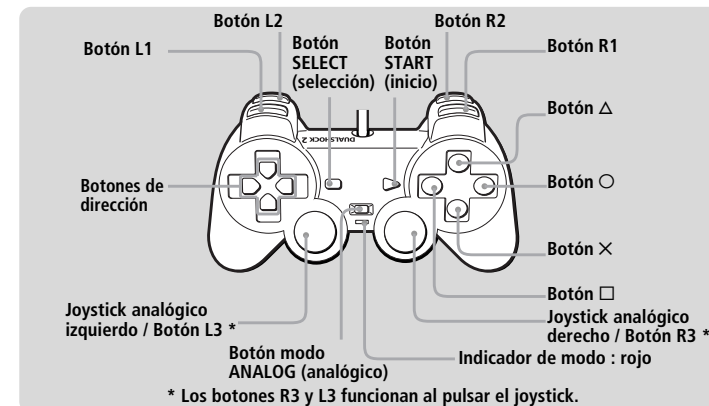 Botón L2
Botón R2
Botón L1
Botón
SELECT
(selección)
Botón
START
(inicio)
Botón R1
Botón △
DUALSHOCK 2
Botones de
dirección
Botón ○
Botón ✕
Botón □
Joystick analógico
izquierdo / Botón L3 *
Joystick analógico
derecho / Botón R3 *
Botón modo
ANALOG (analógico)
Indicador de modo : rojo
* Los botones R3 y L3 funcionan al pulsar el joystick.